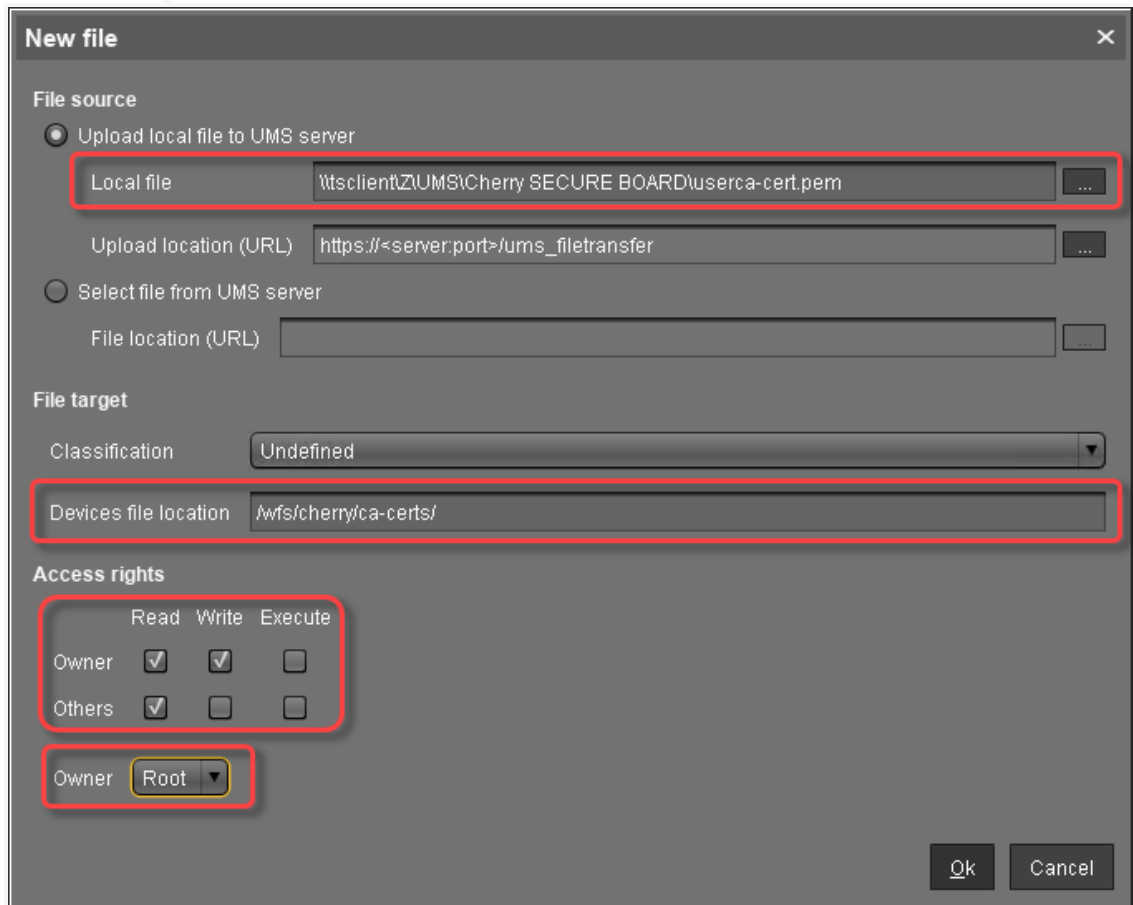 New file
File source
Upload local file to UMS server
Local file \\tsclient\Z\UMS\Cherry SECURE BOARD\userca-cert.pem ...
Upload location (URL) https://<server:port>/ums_filetransfer ...
Select file from UMS server
File location (URL) ...
File target
Classification Undefined
Devices file location /wfs/cherry/ca-certs/
Access rights
Read Write Execute
Owner
Others
Owner Root
Ok Cancel